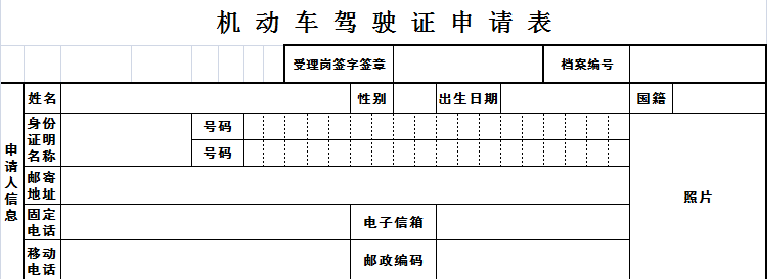 机动车驾驶证申请表
受理岗签字签章 档案编号
姓名 性别 出生日期 国籍
申请人信息
身份证明名称 号码
号码
照片
邮寄地址
固定电话 电子信箱
移动电话 邮政编码